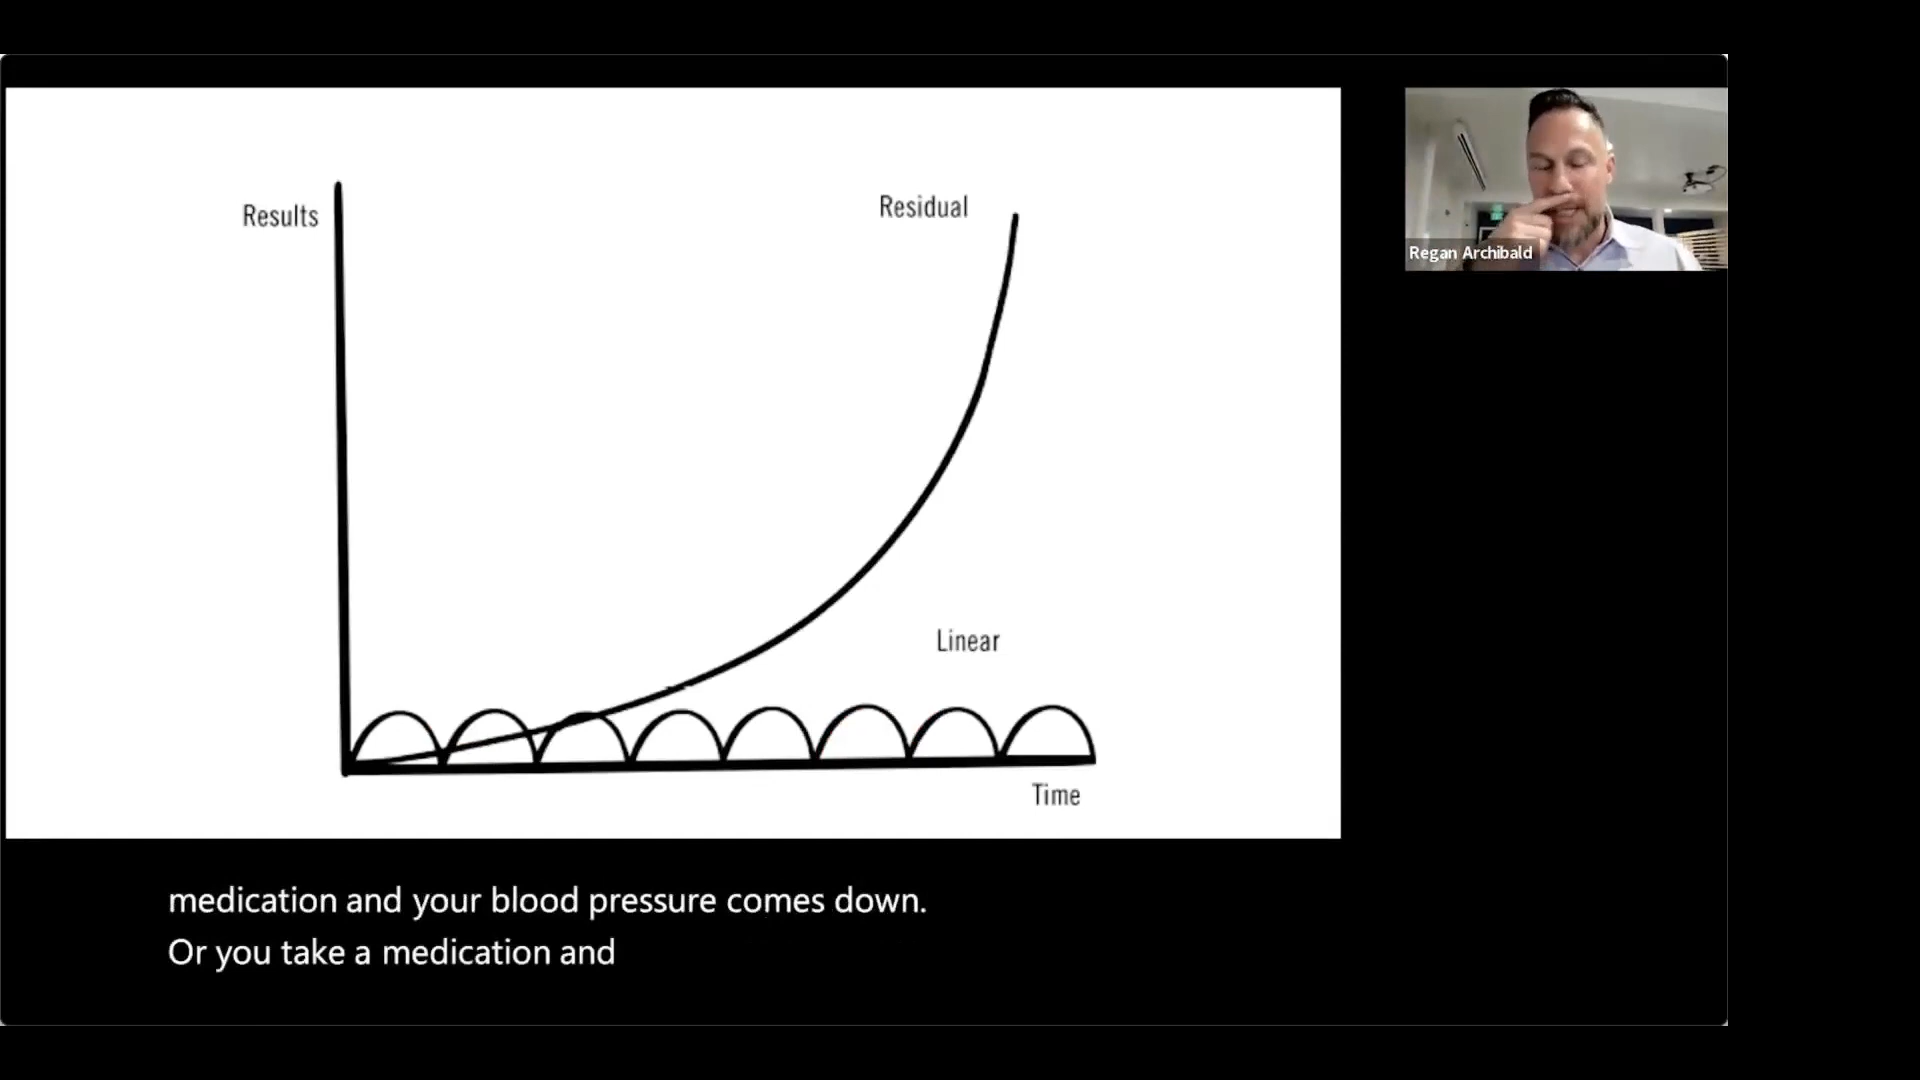 Results
Residual
Linear
Time
Regan Archibald
medication and your blood pressure comes down.
Or you take a medication and